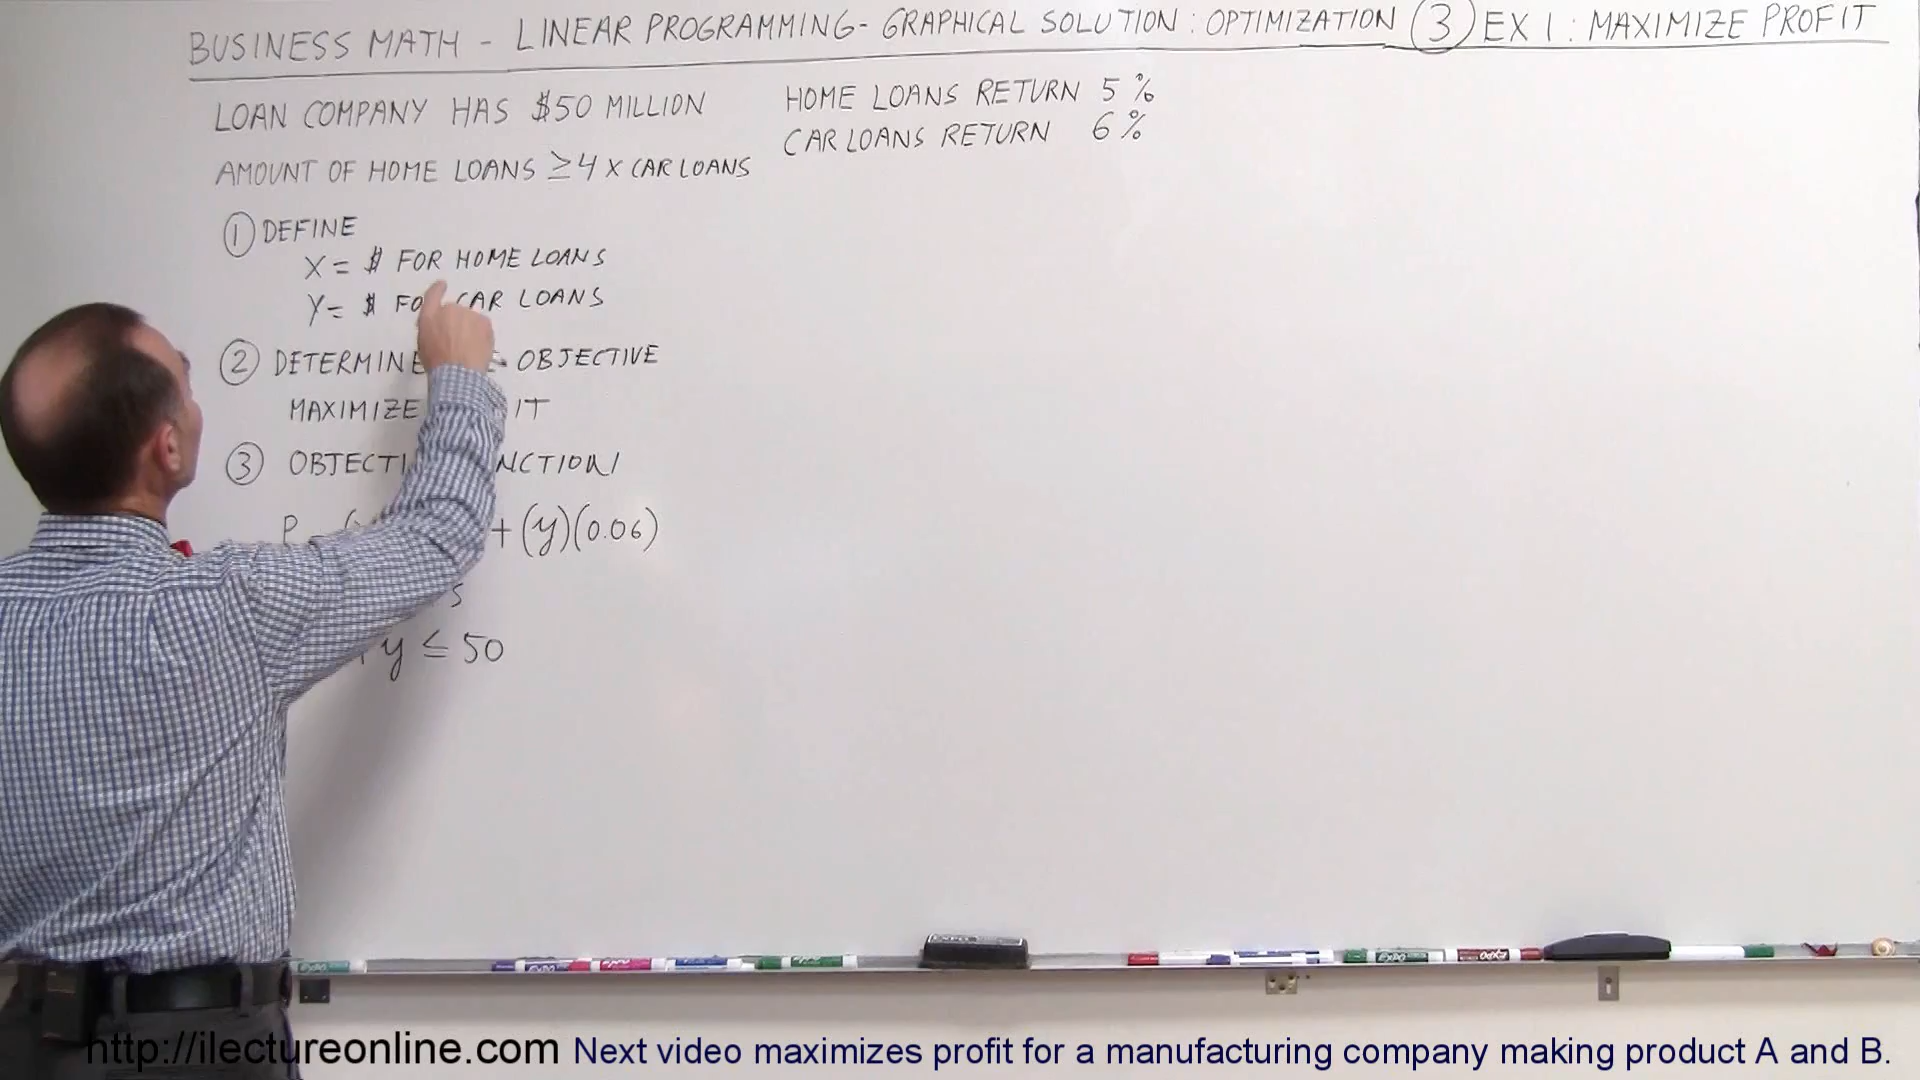 BUSINESS MATH - LINEAR PROGRAMMING - GRAPHICAL SOLUTION : OPTIMIZATION (3) EX 1 : MAXIMIZE PROFIT
LOAN COMPANY HAS $50 MILLION
AMOUNT OF HOME LOANS ≥ 4 X CAR LOANS
HOME LOANS RETURN 5 %
CAR LOANS RETURN 6 %
(1) DEFINE
X = $ FOR HOME LOANS
Y = $ FO CAR LOANS
(2) DETERMINE OBJECTIVE
MAXIMIZE IT
(3) OBJECTI NCTION
P = ( + (y)(0.06)
S
y ≤ 50
EXPO
http://ilectureonline.com Next video maximizes profit for a manufacturing company making product A and B.